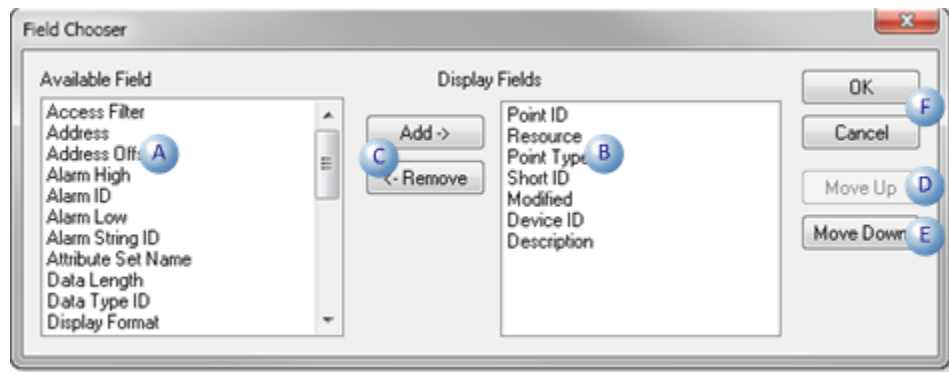 Field Chooser
Available Field
Access Filter
Address
Address Offs
Alarm High
Alarm ID
Alarm Low
Alarm String ID
Attribute Set Name
Data Length
Data Type ID
Display Format
A
Add ->
C
<- Remove
Display Fields
Point ID
Resource
Point Type
Short ID
Modified
Device ID
Description
B
OK
F
Cancel
Move Up
D
Move Down
E